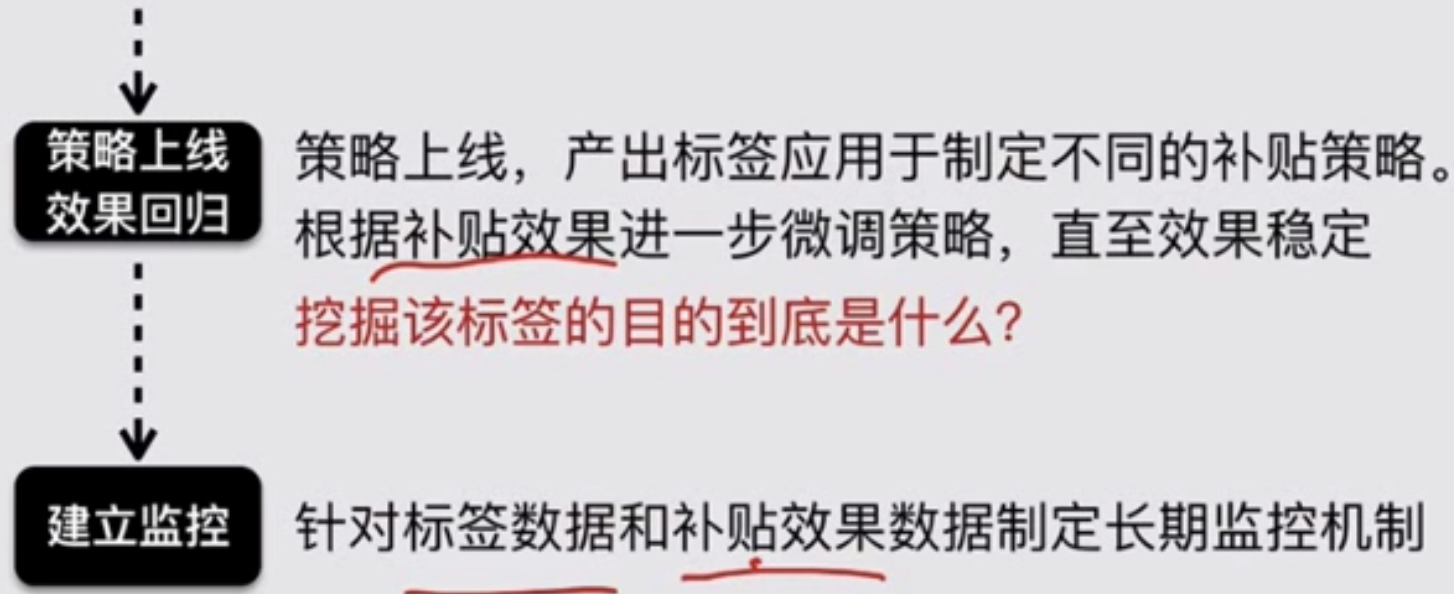 策略上线
效果回归
策略上线，产出标签应用于制定不同的补贴策略。
根据补贴效果进一步微调策略，直至效果稳定
挖掘该标签的目的到底是什么？
建立监控
针对标签数据和补贴效果数据制定长期监控机制